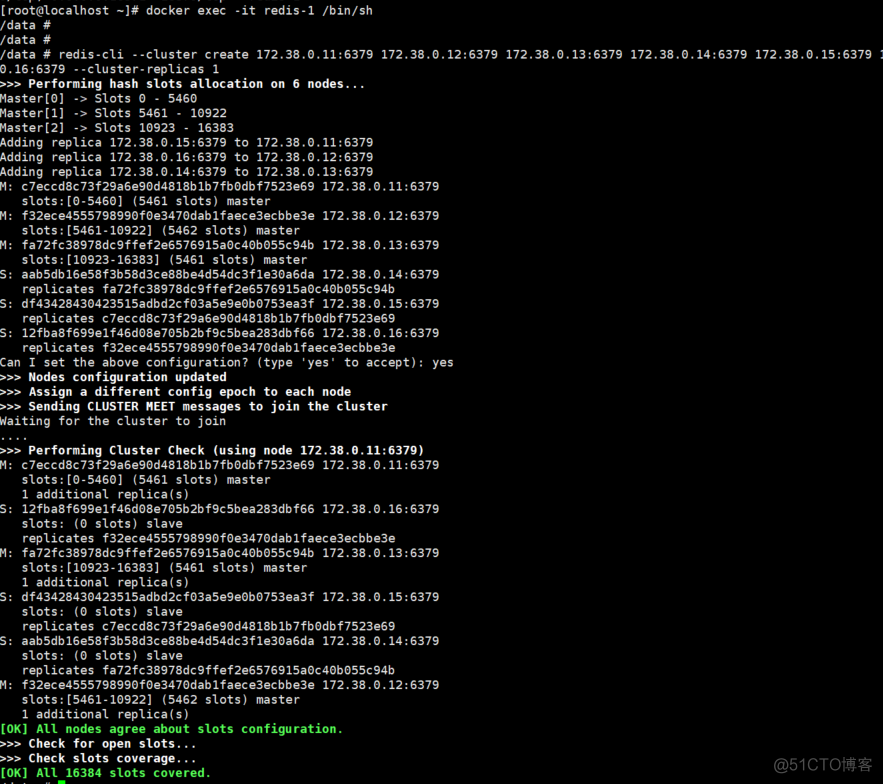 [root@localhost ~]# docker exec -it redis-1 /bin/sh
/data #
/data #
/data # redis-cli --cluster create 172.38.0.11:6379 172.38.0.12:6379 172.38.0.13:6379 172.38.0.14:6379 172.38.0.15:6379 1
0.16:6379 --cluster-replicas 1
>>> Performing hash slots allocation on 6 nodes...
Master[0] -> Slots 0 - 5460
Master[1] -> Slots 5461 - 10922
Master[2] -> Slots 10923 - 16383
Adding replica 172.38.0.15:6379 to 172.38.0.11:6379
Adding replica 172.38.0.16:6379 to 172.38.0.12:6379
Adding replica 172.38.0.14:6379 to 172.38.0.13:6379
M: c7eccd8c73f29a6e90d4818b1b7fb0dbf7523e69 172.38.0.11:6379
   slots:[0-5460] (5461 slots) master
M: f32ece4555798990f0e3470dab1faece3ecbbe3e 172.38.0.12:6379
   slots:[5461-10922] (5462 slots) master
M: fa72fc38978dc9ffef2e6576915a0c40b055c94b 172.38.0.13:6379
   slots:[10923-16383] (5461 slots) master
S: aab5db16e58f3b58d3ce88be4d54dc3f1e30a6da 172.38.0.14:6379
   replicates fa72fc38978dc9ffef2e6576915a0c40b055c94b
S: df43428430423515adbd2cf03a5e9e0b0753ea3f 172.38.0.15:6379
   replicates c7eccd8c73f29a6e90d4818b1b7fb0dbf7523e69
S: 12fba8f699e1f46d08e705b2bf9c5bea283dbf66 172.38.0.16:6379
   replicates f32ece4555798990f0e3470dab1faece3ecbbe3e
Can I set the above configuration? (type 'yes' to accept): yes
>>> Nodes configuration updated
>>> Assign a different config epoch to each node
>>> Sending CLUSTER MEET messages to join the cluster
Waiting for the cluster to join
....
>>> Performing Cluster Check (using node 172.38.0.11:6379)
M: c7eccd8c73f29a6e90d4818b1b7fb0dbf7523e69 172.38.0.11:6379
   slots:[0-5460] (5461 slots) master
   1 additional replica(s)
S: 12fba8f699e1f46d08e705b2bf9c5bea283dbf66 172.38.0.16:6379
   slots: (0 slots) slave
   replicates f32ece4555798990f0e3470dab1faece3ecbbe3e
M: fa72fc38978dc9ffef2e6576915a0c40b055c94b 172.38.0.13:6379
   slots:[10923-16383] (5461 slots) master
   1 additional replica(s)
S: df43428430423515adbd2cf03a5e9e0b0753ea3f 172.38.0.15:6379
   slots: (0 slots) slave
   replicates c7eccd8c73f29a6e90d4818b1b7fb0dbf7523e69
S: aab5db16e58f3b58d3ce88be4d54dc3f1e30a6da 172.38.0.14:6379
   slots: (0 slots) slave
   replicates fa72fc38978dc9ffef2e6576915a0c40b055c94b
M: f32ece4555798990f0e3470dab1faece3ecbbe3e 172.38.0.12:6379
   slots:[5461-10922] (5462 slots) master
   1 additional replica(s)
[OK] All nodes agree about slots configuration.
>>> Check for open slots...
>>> Check slots coverage...
[OK] All 16384 slots covered.
@51CTO博客